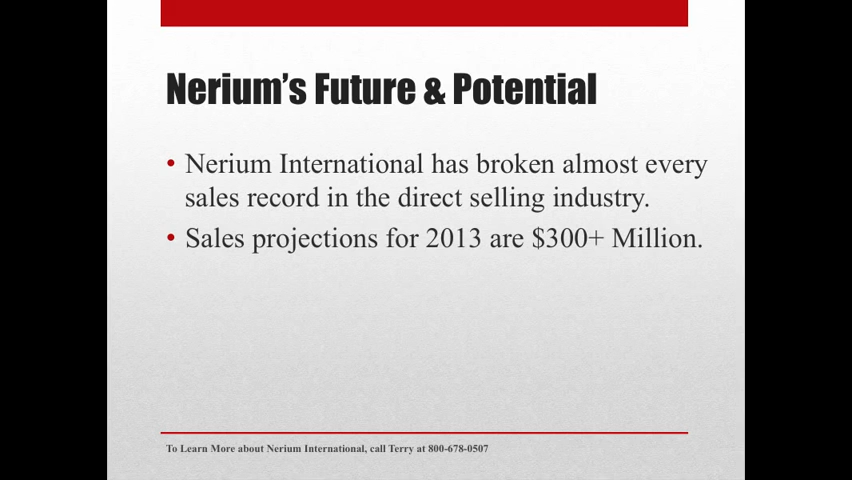 Nerium’s Future & Potential
• Nerium International has broken almost every
sales record in the direct selling industry.
• Sales projections for 2013 are $300+ Million.
To Learn More about Nerium International, call Terry at 800-678-0507